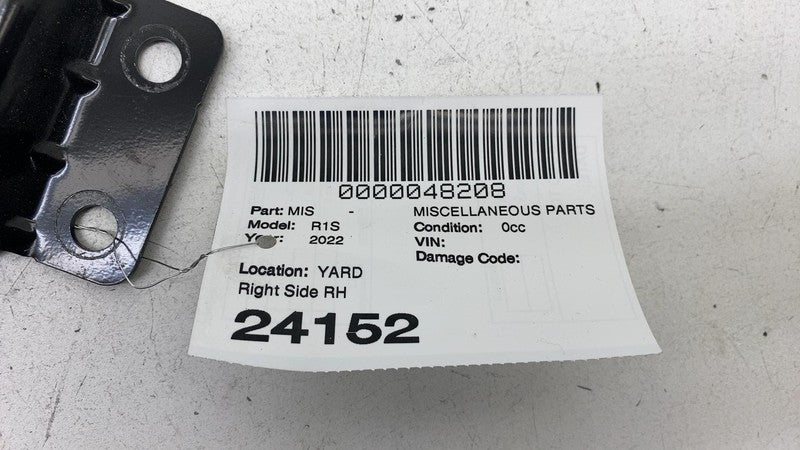 0000048208
Part: MIS - MISCELLANEOUS PARTS
Model: R1S Condition: 0cc
Year: 2022 VIN:
Damage Code:
Location: YARD
Right Side RH
24152